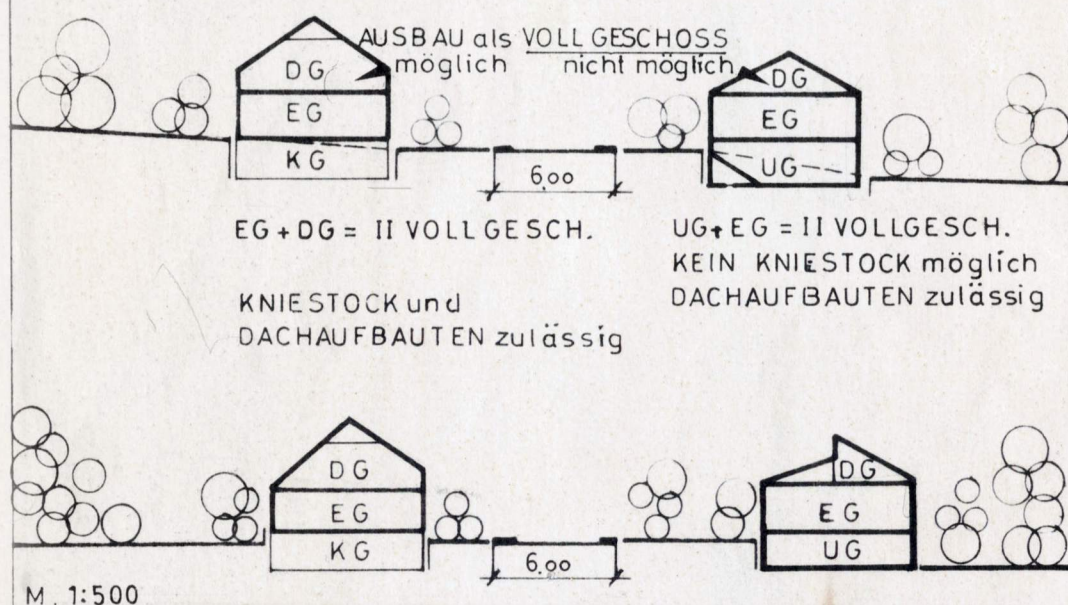 AUSBAU als VOLLGESCHOSS
möglich nicht möglich
DG
EG
KG
6,00
DG
EG
UG
EG + DG = II VOLLGESCH.
KNIESTOCK und
DACHAUFBAUTEN zulässig
UG + EG = II VOLLGESCH.
KEIN KNIESTOCK möglich
DACHAUFBAUTEN zulässig
DG
EG
KG
6,00
DG
EG
UG
M. 1:500